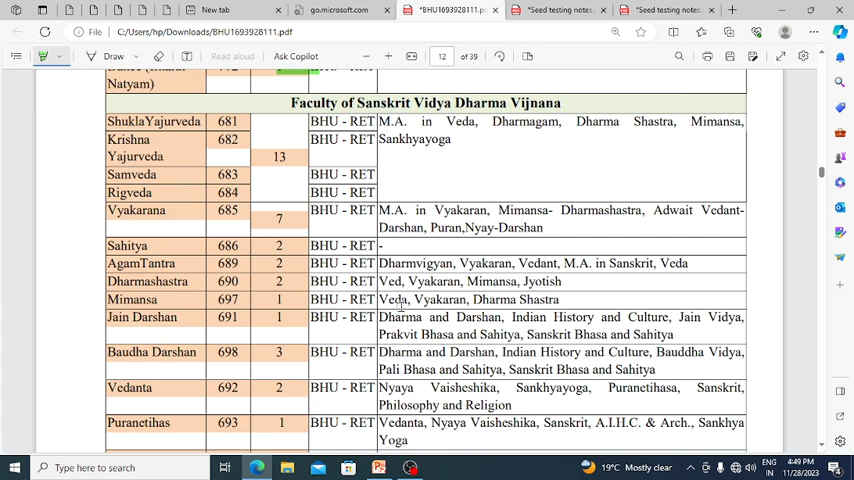 New tab
go.microsoft.com
*BHU1693928111.pdf
*Seed testing notes.
*Seed testing notes.
File
C:/Users/hp/Downloads/BHU1693928111.pdf
Draw
Read aloud
Ask Copilot
12
of 39
Natyam)
Faculty of Sanskrit Vidya Dharma Vijnana
ShuklaYajurveda 681 BHU - RET M.A. in Veda, Dharmagam, Dharma Shastra, Mimansa,
Krishna 682 BHU - RET Sankhyayoga
Yajurveda 13
Samveda 683 BHU - RET
Rigveda 684 BHU - RET
Vyakarana 685 7 BHU - RET M.A. in Vyakaran, Mimansa- Dharmashastra, Adwait Vedant-
Darshan, Puran,Nyay-Darshan
Sahitya 686 2 BHU - RET -
AgamTantra 689 2 BHU - RET Dharmvigyan, Vyakaran, Vedant, M.A. in Sanskrit, Veda
Dharmashastra 690 2 BHU - RET Ved, Vyakaran, Mimansa, Jyotish
Mimansa 697 1 BHU - RET Veda, Vyakaran, Dharma Shastra
Jain Darshan 691 1 BHU - RET Dharma and Darshan, Indian History and Culture, Jain Vidya,
Prakvit Bhasa and Sahitya, Sanskrit Bhasa and Sahitya
Baudha Darshan 698 3 BHU - RET Dharma and Darshan, Indian History and Culture, Bauddha Vidya,
Pali Bhasa and Sahitya, Sanskrit Bhasa and Sahitya
Vedanta 692 2 BHU - RET Nyaya Vaisheshika, Sankhyayoga, Puranetihasa, Sanskrit,
Philosophy and Religion
Puranetihas 693 1 BHU - RET Vedanta, Nyaya Vaisheshika, Sanskrit, A.I.H.C. & Arch., Sankhya
Yoga
Type here to search
19°C Mostly clear
ENG
IN
4:49 PM
11/28/2023
4